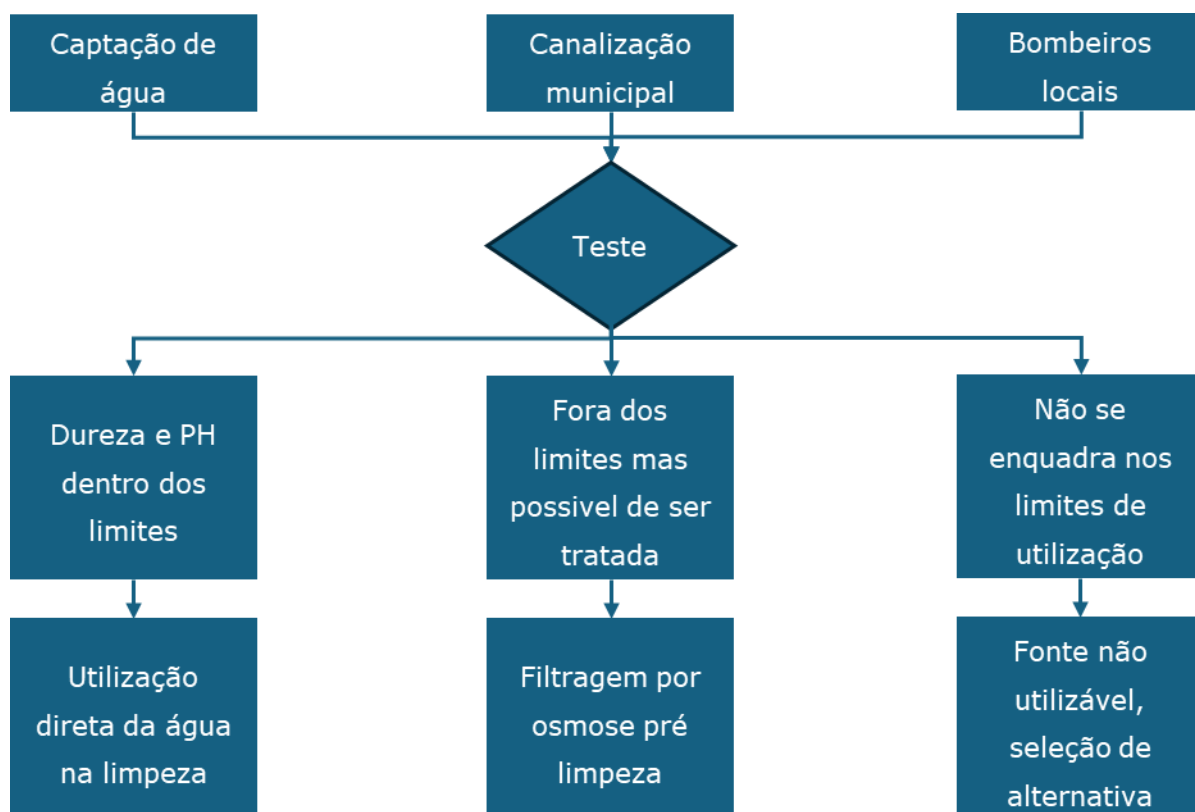 Captação de
água
Canalização
municipal
Bombeiros
locais
Teste
Dureza e PH
dentro dos
limites
Fora dos
limites mas
possivel de ser
tratada
Não se
enquadra nos
limites de
utilização
Utilização
direta da água
na limpeza
Filtragem por
osmose pré
limpeza
Fonte não
utilizável,
seleção de
alternativa